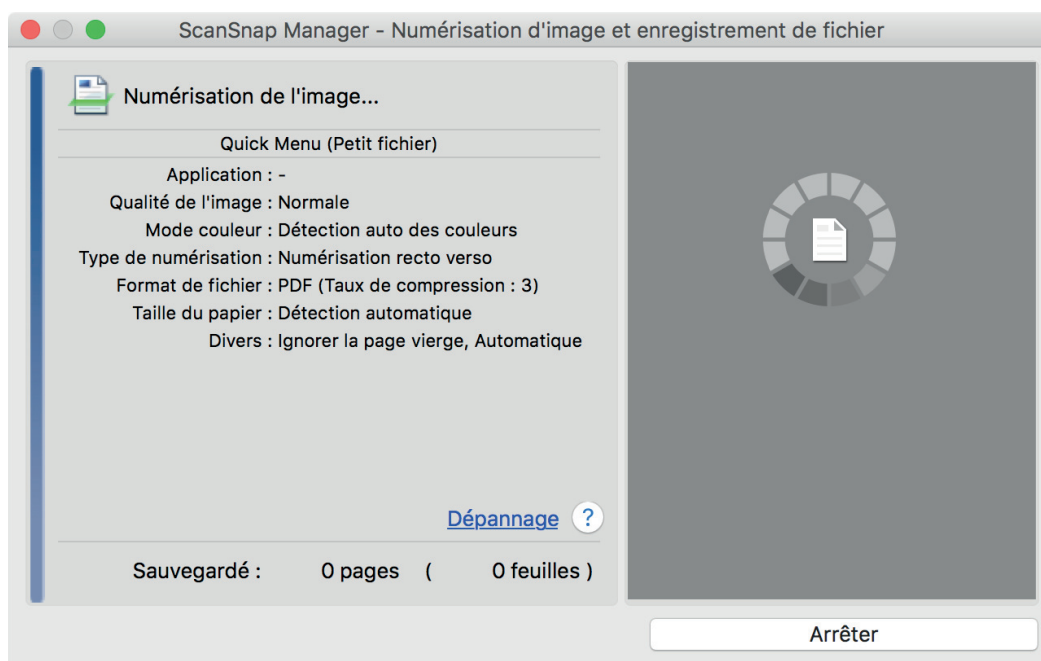 ScanSnap Manager - Numérisation d'image et enregistrement de fichier
Numérisation de l'image...
Quick Menu (Petit fichier)
Application : -
Qualité de l'image : Normale
Mode couleur : Détection auto des couleurs
Type de numérisation : Numérisation recto verso
Format de fichier : PDF (Taux de compression : 3)
Taille du papier : Détection automatique
Divers : Ignorer la page vierge, Automatique
Dépannage ?
Sauvegardé : 0 pages ( 0 feuilles )
Arrêter